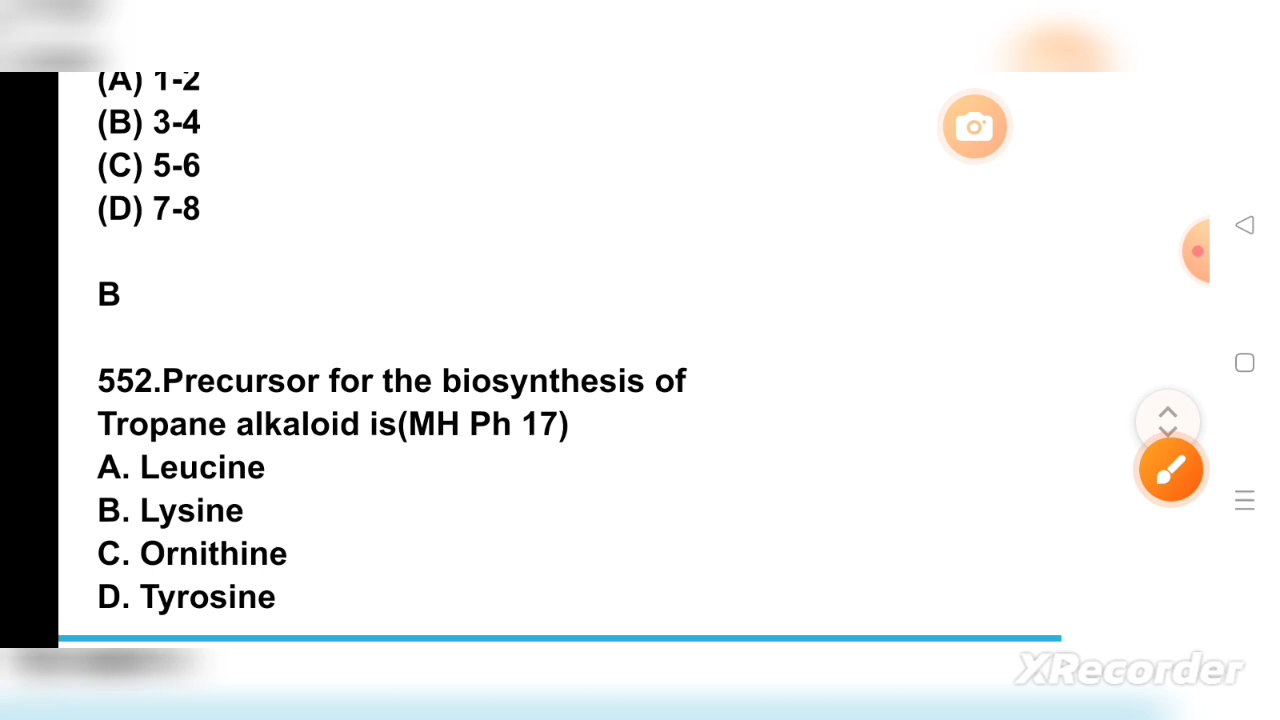 (A) 1-2
(B) 3-4
(C) 5-6
(D) 7-8
B
552.Precursor for the biosynthesis of
Tropane alkaloid is(MH Ph 17)
A. Leucine
B. Lysine
C. Ornithine
D. Tyrosine
XRecorder